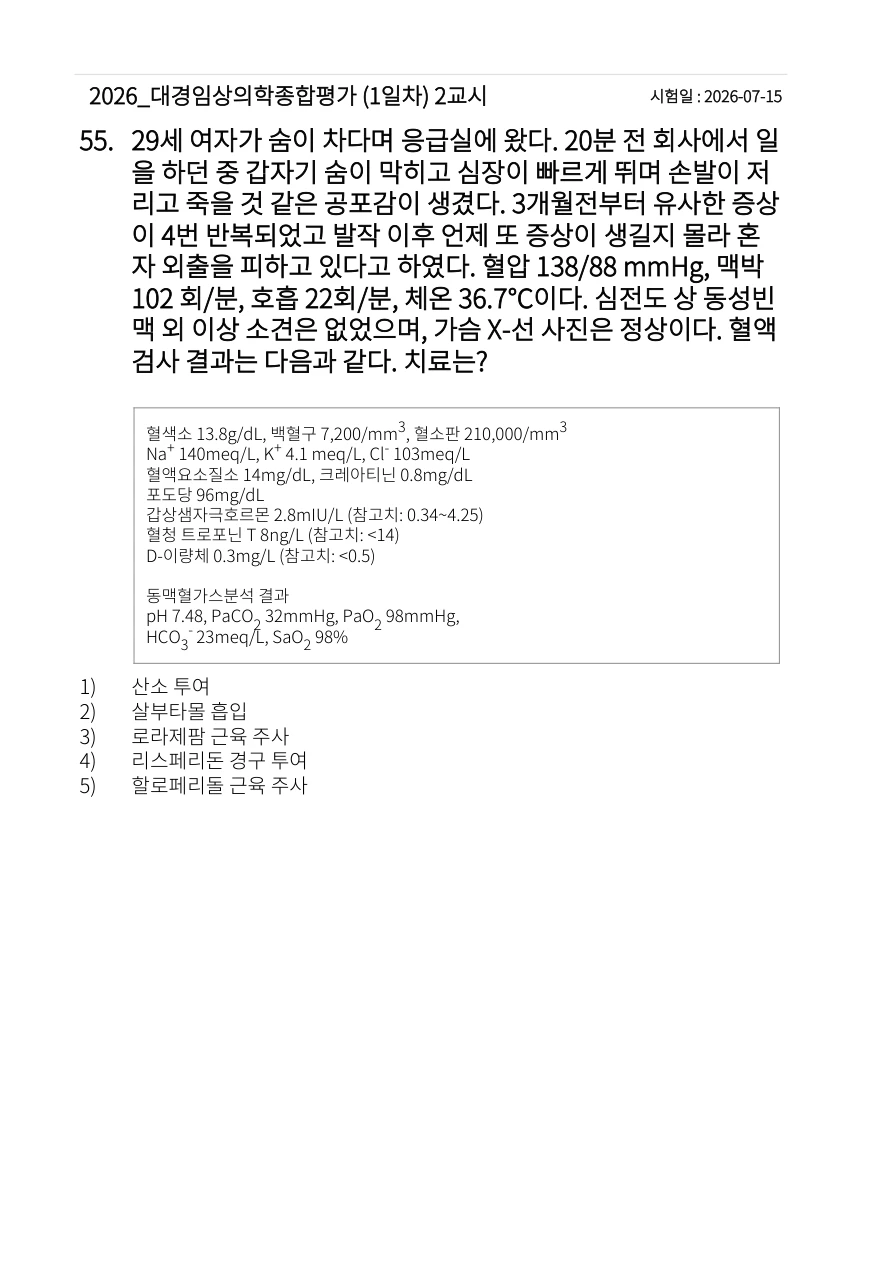 2026_대경임상의학종합평가 (1일차) 2교시 시험일 : 2026-07-15
55. 29세 여자가 숨이 차다며 응급실에 왔다. 20분 전 회사에서 일
을 하던 중 갑자기 숨이 막히고 심장이 빠르게 뛰며 손발이 저
리고 죽을 것 같은 공포감이 생겼다. 3개월전부터 유사한 증상
이 4번 반복되었고 발작 이후 언제 또 증상이 생길지 몰라 혼
자 외출을 피하고 있다고 하였다. 혈압 138/88 mmHg, 맥박
102 회/분, 호흡 22회/분, 체온 36.7℃이다. 심전도 상 동성빈
맥 외 이상 소견은 없었으며, 가슴 X-선 사진은 정상이다. 혈액
검사 결과는 다음과 같다. 치료는?
혈색소 13.8g/dL, 백혈구 7,200/mm³, 혈소판 210,000/mm³
Na⁺ 140meq/L, K⁺ 4.1 meq/L, Cl⁻ 103meq/L
혈액요소질소 14mg/dL, 크레아티닌 0.8mg/dL
포도당 96mg/dL
갑상샘자극호르몬 2.8mIU/L (참고치: 0.34~4.25)
혈청 트로포닌 T 8ng/L (참고치: <14)
D-이량체 0.3mg/L (참고치: <0.5)
동맥혈가스분석 결과
pH 7.48, PaCO₂ 32mmHg, PaO₂ 98mmHg,
HCO₃⁻ 23meq/L, SaO₂ 98%
1) 산소 투여
2) 살부타몰 흡입
3) 로라제팜 근육 주사
4) 리스페리돈 경구 투여
5) 할로페리돌 근육 주사